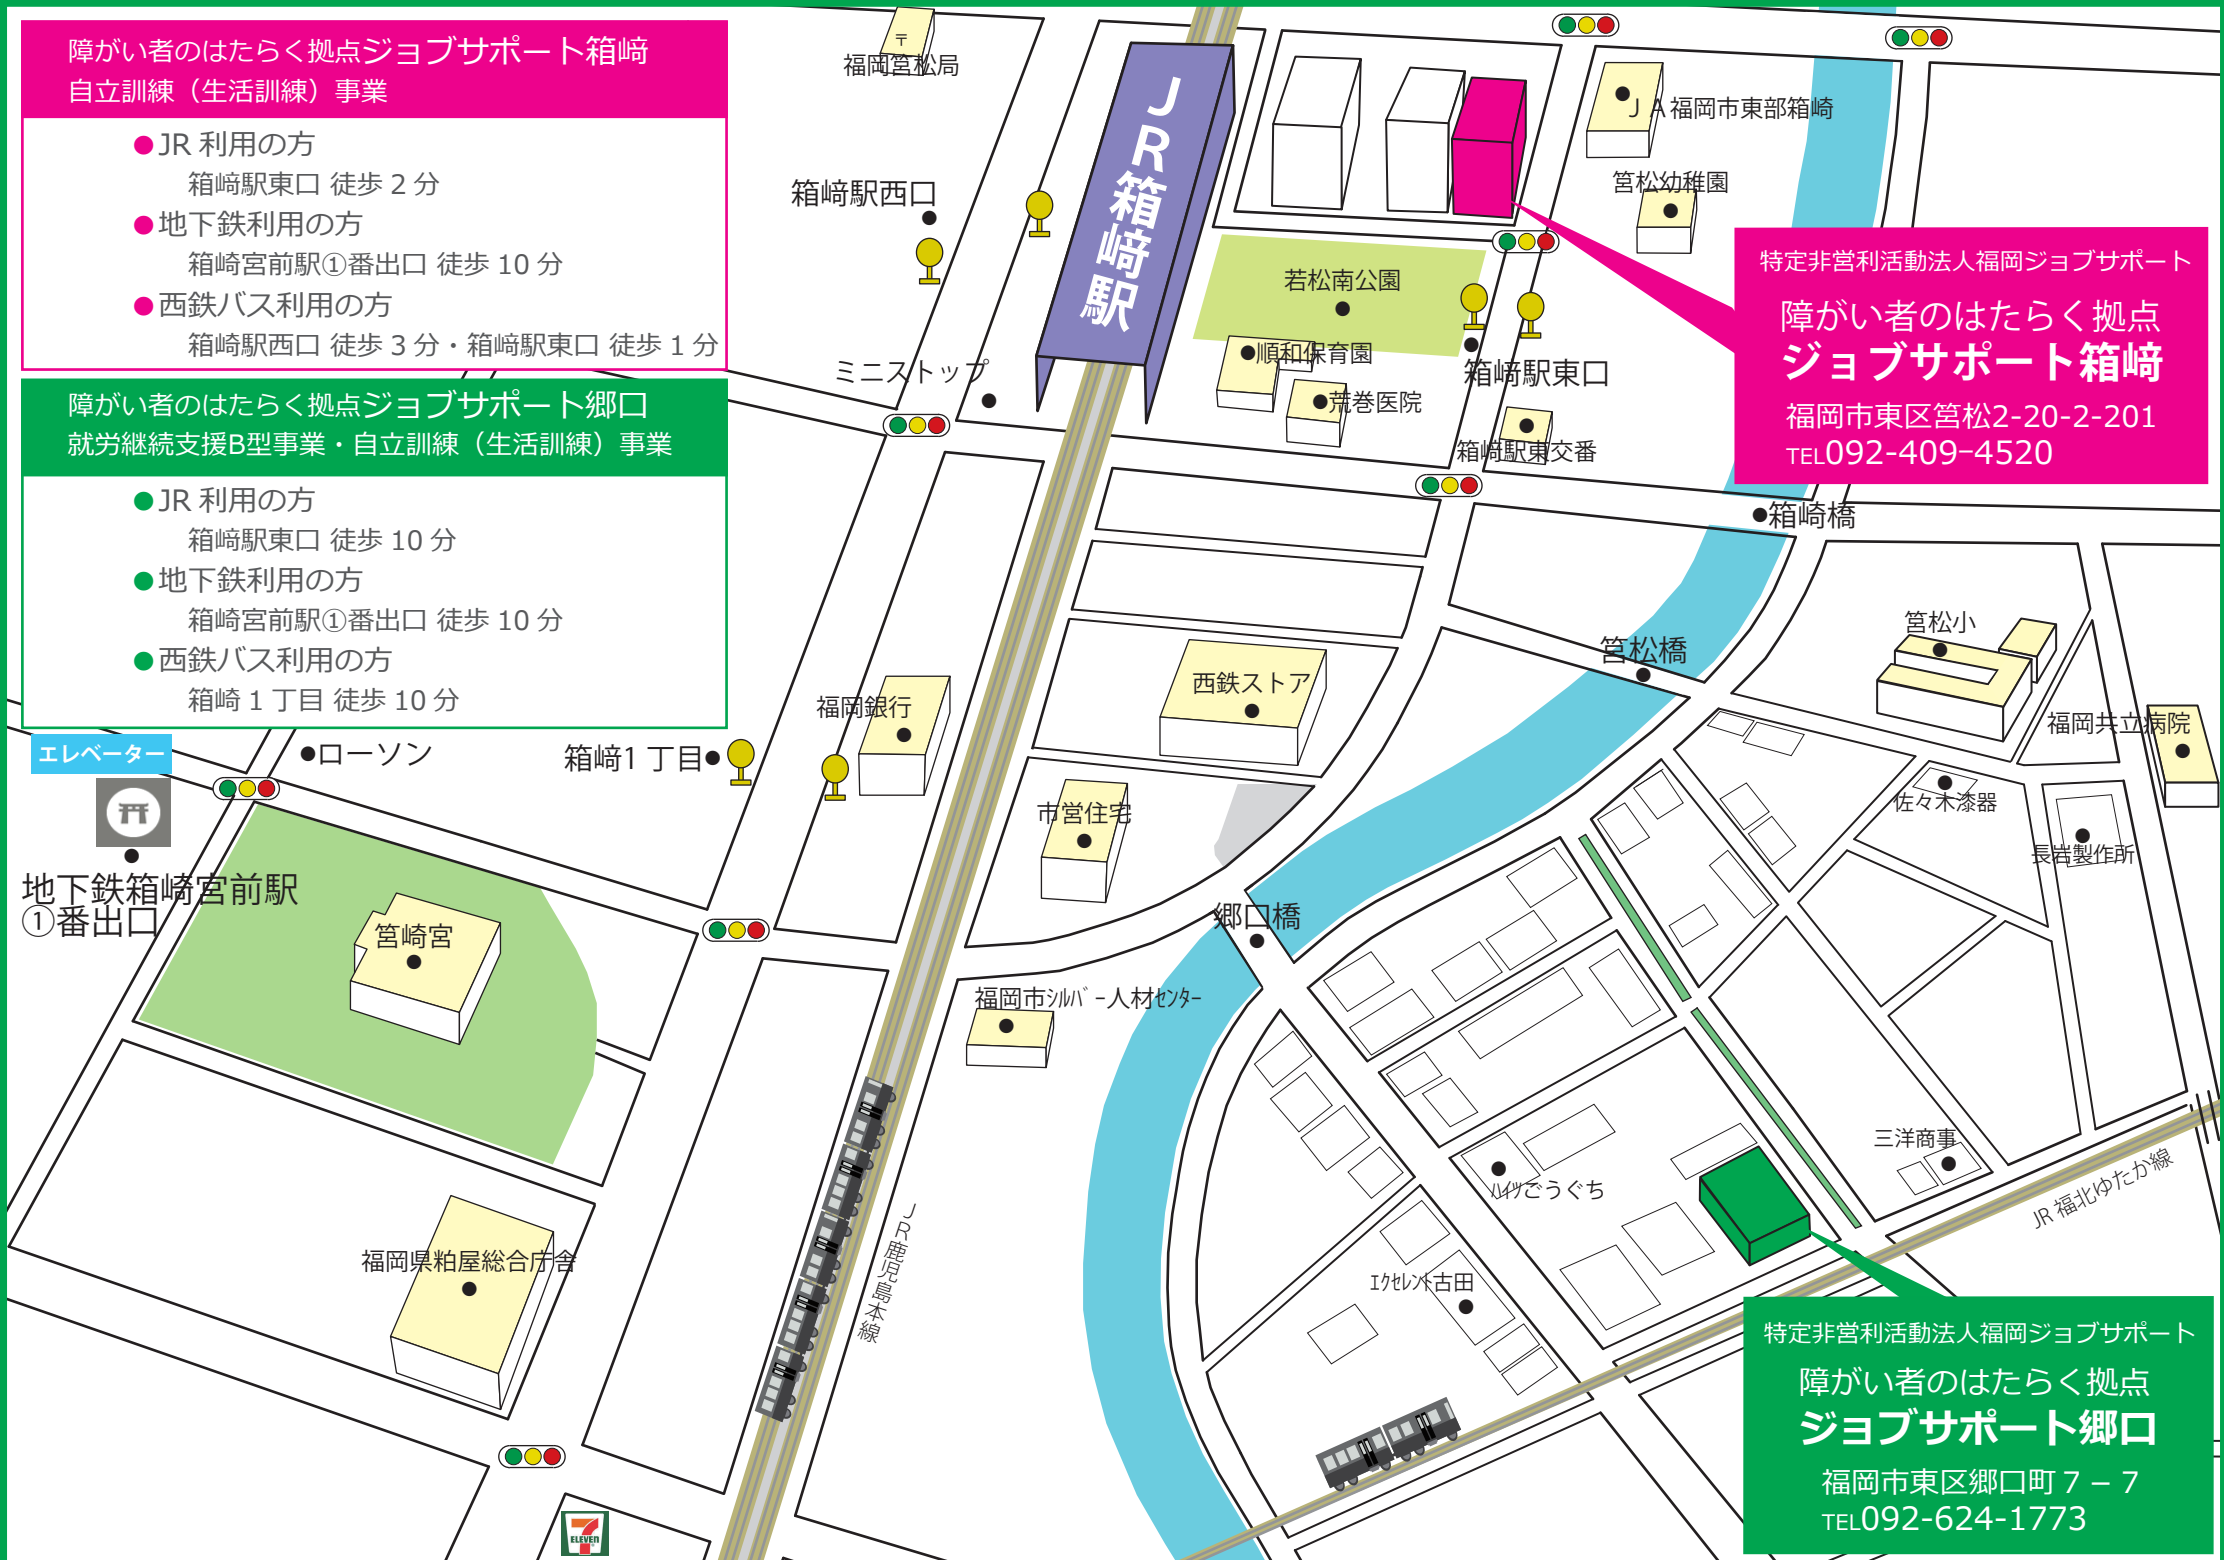 障がい者のはたらく拠点ジョブサポート箱﨑
自立訓練（生活訓練）事業
●JR 利用の方
箱﨑駅東口 徒歩 2 分
●地下鉄利用の方
箱崎宮前駅①番出口 徒歩 10 分
●西鉄バス利用の方
箱﨑駅西口 徒歩 3 分・箱﨑駅東口 徒歩 1 分
障がい者のはたらく拠点ジョブサポート郷口
就労継続支援B型事業・自立訓練（生活訓練）事業
●JR 利用の方
箱﨑駅東口 徒歩 10 分
●地下鉄利用の方
箱崎宮前駅①番出口 徒歩 10 分
●西鉄バス利用の方
箱崎 1 丁目 徒歩 10 分
〒
福岡筥松局
JR箱﨑駅
箱﨑駅西口
ミニストップ
ＪＡ福岡市東部箱崎
筥松幼稚園
若松南公園
順和保育園
荒巻医院
箱﨑駅東口
箱﨑駅東交番
特定非営利活動法人福岡ジョブサポート
障がい者のはたらく拠点
ジョブサポート箱﨑
福岡市東区筥松2-20-2-201
TEL092-409-4520
箱崎橋
筥松橋
筥松小
福岡共立病院
佐々木漆器
長岩製作所
西鉄ストア
福岡銀行
箱﨑1 丁目
ローソン
エレベーター
地下鉄箱崎宮前駅
①番出口
市営住宅
筥崎宮
郷口橋
福岡市ｼﾙﾊﾞｰ人材ｾﾝﾀｰ
三洋商事
JR 福北ゆたか線
ﾊｲﾂごうぐち
ＪＲ鹿児島本線
福岡県粕屋総合庁舎
ｴｸｾﾚﾝﾄ古田
特定非営利活動法人福岡ジョブサポート
障がい者のはたらく拠点
ジョブサポート郷口
福岡市東区郷口町 7 − 7
TEL092-624-1773
7
ELEVEn